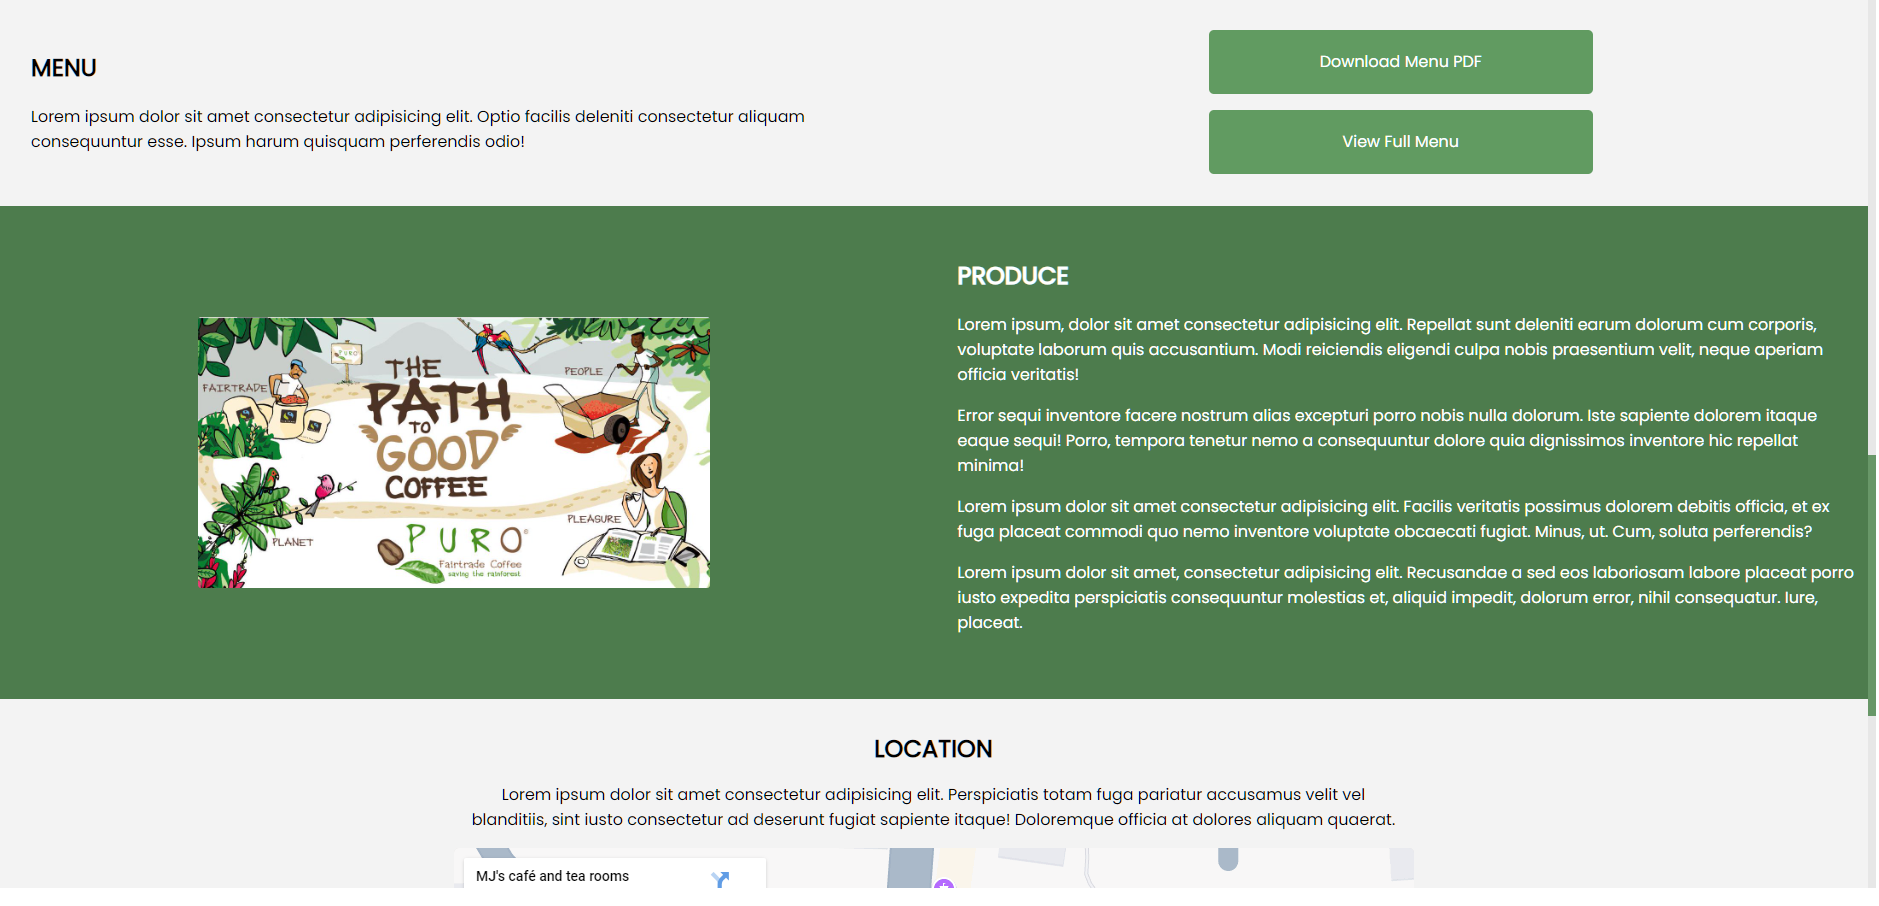 MENU
Lorem ipsum dolor sit amet consectetur adipisicing elit. Optio facilis deleniti consectetur aliquam
consequuntur esse. Ipsum harum quisquam perferendis odio!
Download Menu PDF
View Full Menu
PURO
FAIRTRADE
PEOPLE
THE
PATH
TO
GOOD
COFFEE
PLANET
PLEASURE
PURO®
Fairtrade Coffee
saving the rainforest
PRODUCE
Lorem ipsum, dolor sit amet consectetur adipisicing elit. Repellat sunt deleniti earum dolorum cum corporis,
voluptate laborum quis accusantium. Modi reiciendis eligendi culpa nobis praesentium velit, neque aperiam
officia veritatis!
Error sequi inventore facere nostrum alias excepturi porro nobis nulla dolorum. Iste sapiente dolorem itaque
eaque sequi! Porro, tempora tenetur nemo a consequuntur dolore quia dignissimos inventore hic repellat
minima!
Lorem ipsum dolor sit amet consectetur adipisicing elit. Facilis veritatis possimus dolorem debitis officia, et ex
fuga placeat commodi quo nemo inventore voluptate obcaecati fugiat. Minus, ut. Cum, soluta perferendis?
Lorem ipsum dolor sit amet, consectetur adipisicing elit. Recusandae a sed eos laboriosam labore placeat porro
iusto expedita perspiciatis consequuntur molestias et, aliquid impedit, dolorum error, nihil consequatur. Iure,
placeat.
LOCATION
Lorem ipsum dolor sit amet consectetur adipisicing elit. Perspiciatis totam fuga pariatur accusamus velit vel
blanditiis, sint iusto consectetur ad deserunt fugiat sapiente itaque! Doloremque officia at dolores aliquam quaerat.
MJ's café and tea rooms